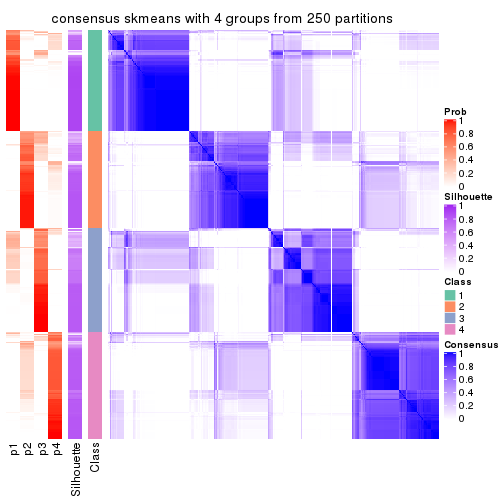 consensus skmeans with 4 groups from 250 partitions
Prob
1
0.8
0.6
0.4
0.2
0
Silhouette
1
0.8
0.6
0.4
0.2
0
Class
1
2
3
4
Consensus
1
0.8
0.6
0.4
0.2
0
p1
p2
p3
p4
Silhouette
Class